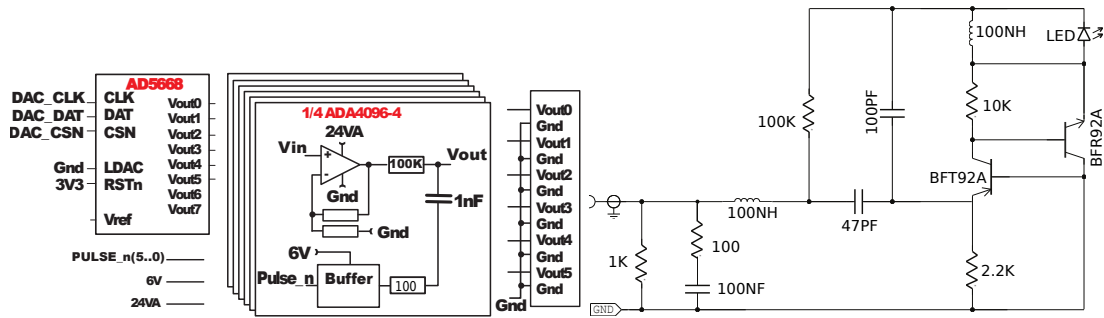 AD5668
DAC_CLK CLK
DAC_DAT DAT
DAC_CSN CSN
Gnd LDAC
3V3 RSTn
Vref
Vout0
Vout1
Vout2
Vout3
Vout4
Vout5
Vout6
Vout7
PULSE_n(5..0)
6V
24VA
1/4 ADA4096-4
24VA
Vin
+
-
100K
Vout
Gnd
1nF
Gnd
6V
Pulse_n
Buffer
100
Vout0
Gnd
Vout1
Gnd
Vout2
Gnd
Vout3
Gnd
Vout4
Gnd
Vout5
Gnd
Gnd
100NH
LED
100K
100PF
10K
BFR92A
BFT92A
100NH
47PF
1K
100
100NF
2.2K
GND